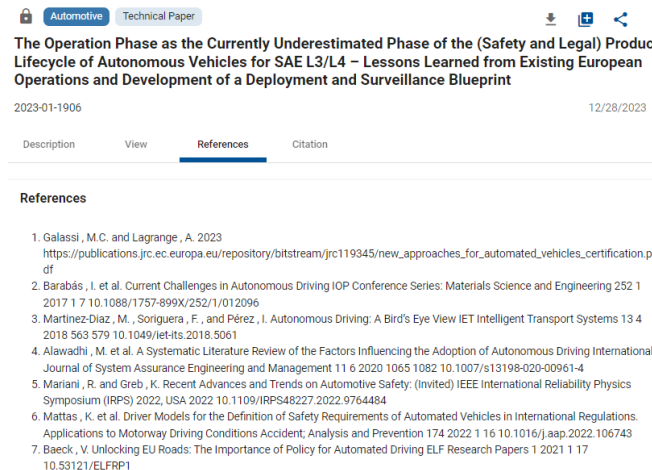 Automotive Technical Paper
The Operation Phase as the Currently Underestimated Phase of the (Safety and Legal) Produc
Lifecycle of Autonomous Vehicles for SAE L3/L4 – Lessons Learned from Existing European
Operations and Development of a Deployment and Surveillance Blueprint
2023-01-1906 12/28/2023
Description View References Citation
References
1. Galassi , M.C. and Lagrange , A. 2023
https://publications.jrc.ec.europa.eu/repository/bitstream/jrc119345/new_approaches_for_automated_vehicles_certification.p
df
2. Barabás , I. et al. Current Challenges in Autonomous Driving IOP Conference Series: Materials Science and Engineering 252 1
2017 1 7 10.1088/1757-899X/252/1/012096
3. Martinez-Diaz , M. , Soriguera , F. , and Pérez , I. Autonomous Driving: A Bird's Eye View IET Intelligent Transport Systems 13 4
2018 563 579 10.1049/iet-its.2018.5061
4. Alawadhi , M. et al. A Systematic Literature Review of the Factors Influencing the Adoption of Autonomous Driving International
Journal of System Assurance Engineering and Management 11 6 2020 1065 1082 10.1007/s13198-020-00961-4
5. Mariani , R. and Greb , K. Recent Advances and Trends on Automotive Safety: (Invited) IEEE International Reliability Physics
Symposium (IRPS) 2022, USA 2022 10.1109/IRPS48227.2022.9764484
6. Mattas , K. et al. Driver Models for the Definition of Safety Requirements of Automated Vehicles in International Regulations.
Applications to Motorway Driving Conditions Accident; Analysis and Prevention 174 2022 1 16 10.1016/j.aap.2022.106743
7. Baeck , V. Unlocking EU Roads: The Importance of Policy for Automated Driving ELF Research Papers 1 2021 1 17
10.53121/ELFRP1